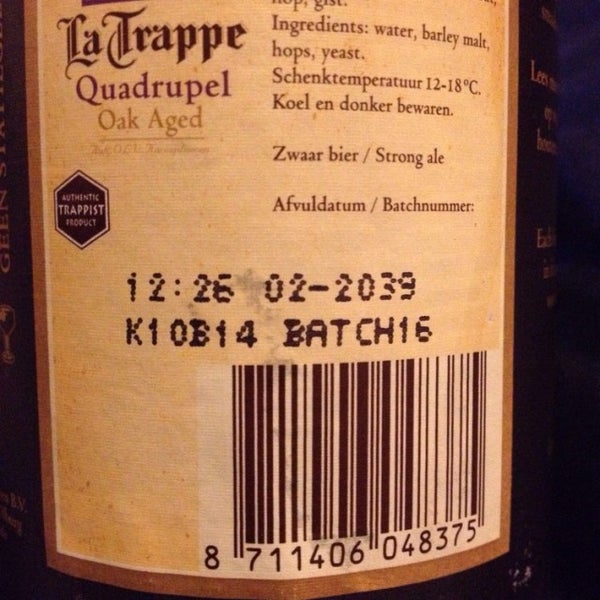 hop, gist.
Ingredients: water, barley malt,
hops, yeast.
Schenktemperatuur 12-18°C.
Koel en donker bewaren.
Zwaar bier / Strong ale
Afvuldatum / Batchnummer:
La Trappe
Quadrupel
Oak Aged
AUTHENTIC
TRAPPIST
PRODUCT
12:26 02-2039
K10B14 BATCH16
8 711406 048375
GEEN
Lees
B.V.